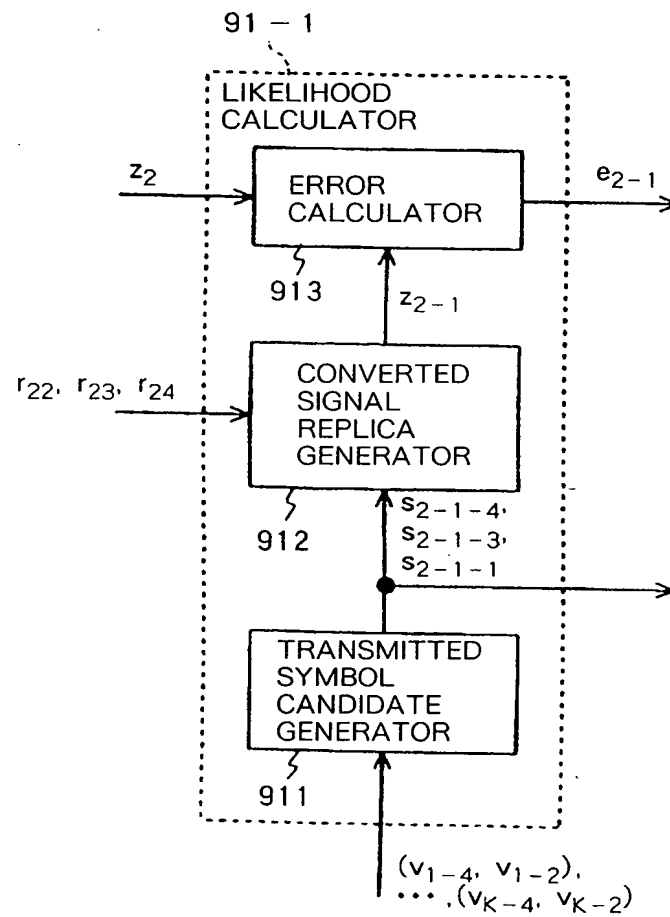 91-1
LIKELIHOOD
CALCULATOR
z2
ERROR
CALCULATOR
e2-1
913
z2-1
r22, r23, r24
CONVERTED
SIGNAL
REPLICA
GENERATOR
912
s2-1-4,
s2-1-3,
s2-1-1
TRANSMITTED
SYMBOL
CANDIDATE
GENERATOR
911
(v1-4, v1-2),
...,(vK-4, vK-2)